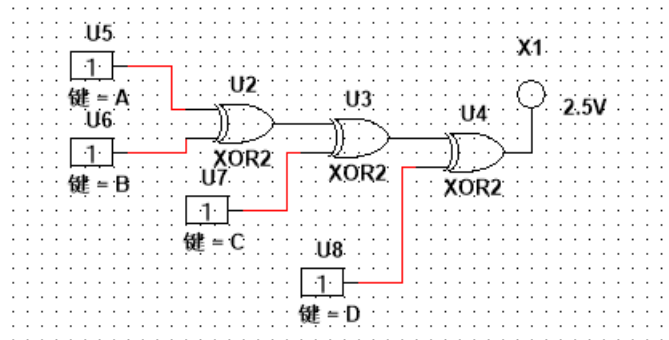 U5
1
键 = A
U6
1
键 = B
U2
XOR2
U7
1
键 = C
U3
XOR2
U8
1
键 = D
U4
XOR2
X1
2.5V